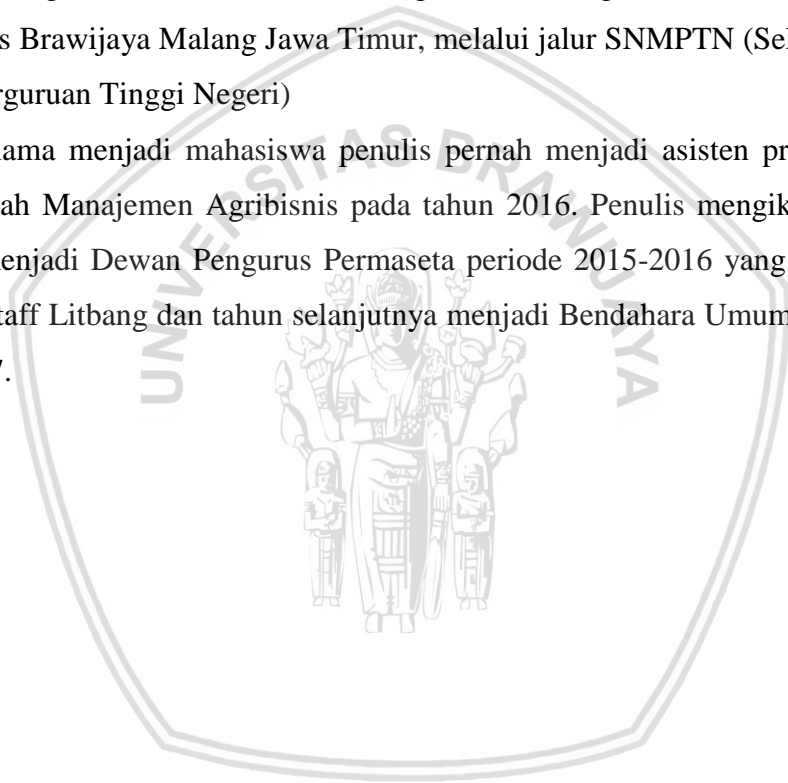 s Brawijaya Malang Jawa Timur, melalui jalur SNMPTN (Se
rguruan Tinggi Negeri)
ama menjadi mahasiswa penulis pernah menjadi asisten pr
ah Manajemen Agribisnis pada tahun 2016. Penulis mengik
enjadi Dewan Pengurus Permaseta periode 2015-2016 yang
taff Litbang dan tahun selanjutnya menjadi Bendahara Umum
.
UNIVERSITAS BRAWIJAYA